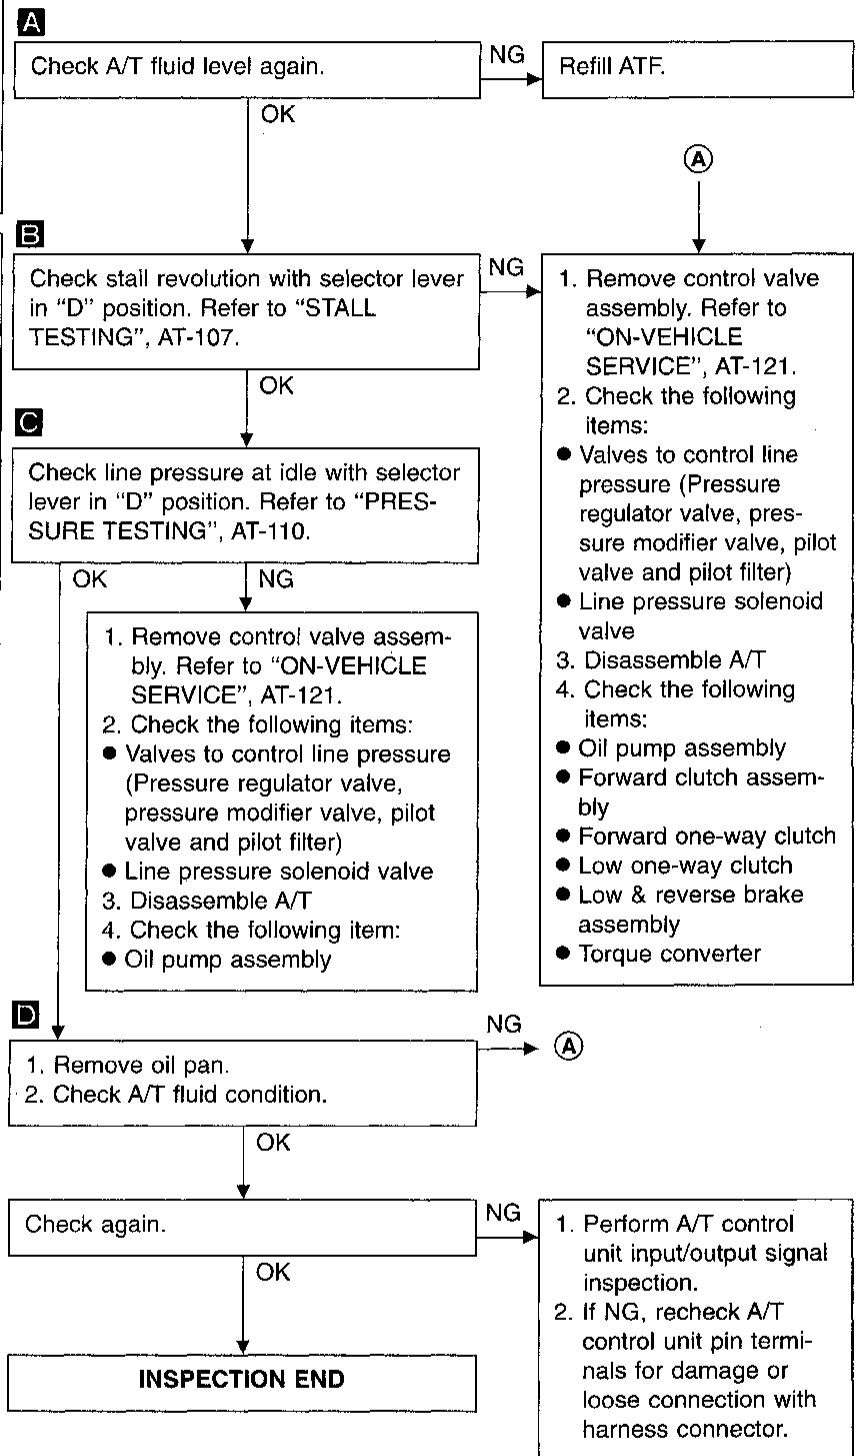 A
Check A/T fluid level again.
NG
Refill ATF.
OK
A
B
Check stall revolution with selector lever
in “D” position. Refer to “STALL
TESTING”, AT-107.
NG
1. Remove control valve
assembly. Refer to
“ON-VEHICLE
SERVICE”, AT-121.
2. Check the following
items:
● Valves to control line
pressure (Pressure
regulator valve, pres-
sure modifier valve, pilot
valve and pilot filter)
● Line pressure solenoid
valve
3. Disassemble A/T
4. Check the following
items:
● Oil pump assembly
● Forward clutch assem-
bly
● Forward one-way clutch
● Low one-way clutch
● Low & reverse brake
assembly
● Torque converter
OK
C
Check line pressure at idle with selector
lever in “D” position. Refer to “PRES-
SURE TESTING”, AT-110.
OK
NG
1. Remove control valve assem-
bly. Refer to “ON-VEHICLE
SERVICE”, AT-121.
2. Check the following items:
● Valves to control line pressure
(Pressure regulator valve,
pressure modifier valve, pilot
valve and pilot filter)
● Line pressure solenoid valve
3. Disassemble A/T
4. Check the following item:
● Oil pump assembly
D
1. Remove oil pan.
2. Check A/T fluid condition.
NG
A
OK
Check again.
NG
1. Perform A/T control
unit input/output signal
inspection.
2. If NG, recheck A/T
control unit pin termi-
nals for damage or
loose connection with
harness connector.
OK
INSPECTION END